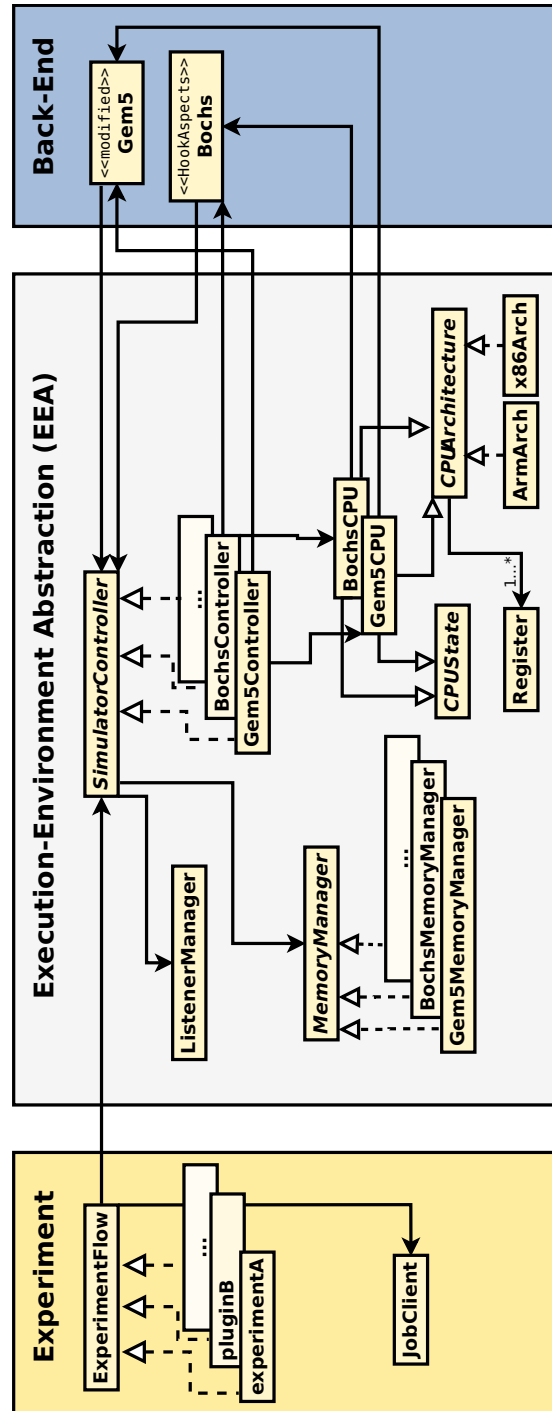 Experiment
ExperimentFlow
...
pluginB
experimentA
JobClient
Execution-Environment Abstraction (EEA)
SimulatorController
ListenerManager
MemoryManager
...
BochsMemoryManager
Gem5MemoryManager
...
BochsController
Gem5Controller
BochsCPU
Gem5CPU
CPUState
CPUArchitecture
1...*
Register
x86Arch
ArmArch
Back-End
<<modified>>
Gem5
<<HookAspects>>
Bochs